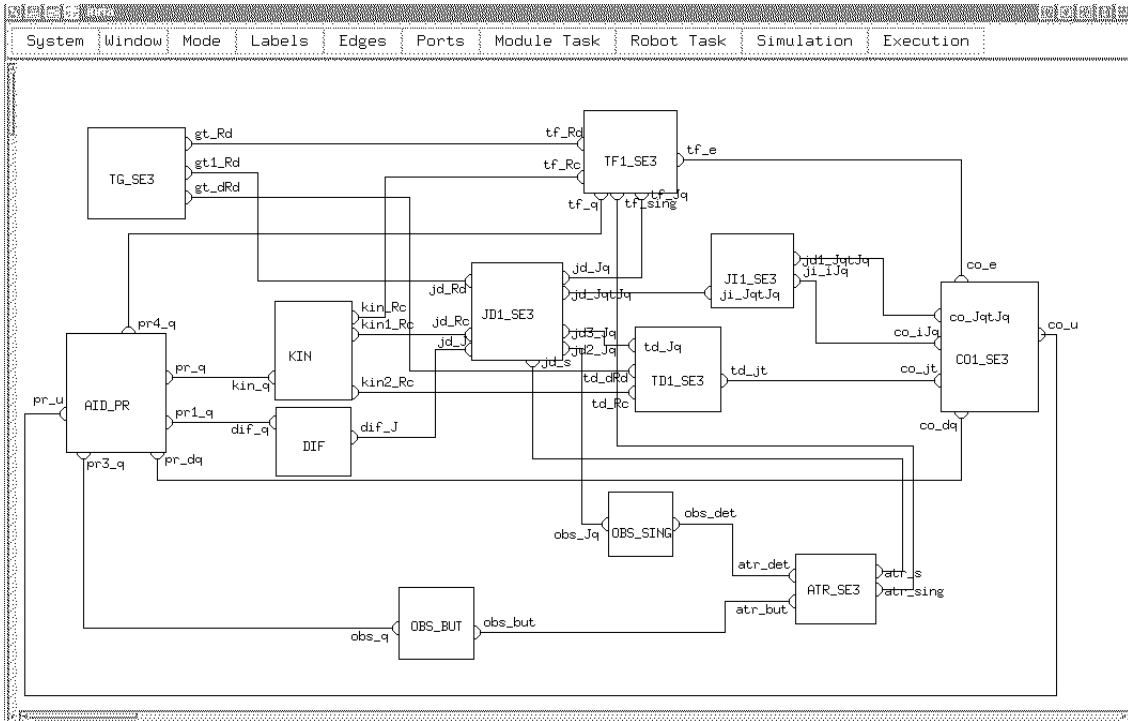 System Window Mode Labels Edges Ports Module Task Robot Task Simulation Execution
gt_Rd
tf_Rd
tf_e
gt1_Rd
tf_Rc
TF1_SE3
TG_SE3
gt_dRd
tf_Jq
tf_q
tf_sing
jd_Jq
jd1_JqtJq
co_e
ji_iJq
JI1_SE3
jd_Rd
jd_JqtJq
ji_JqtJq
kin_Rc
JD1_SE3
co_JqtJq
pr4_q
kin1_Rc
jd_Rc
jd3_Jq
co_iJq
co_u
jd_J
jd2_Jq
td_Jq
KIN
jd_s
CO1_SE3
pr_q
kin_q
kin2_Rc
td_dRd
TD1_SE3
td_jt
co_jt
pr_u
AID_PR
td_Rc
pr1_q
dif_q
dif_J
co_dq
DIF
pr3_q
pr_dq
obs_det
obs_Jq
OBS_SING
atr_det
atr_s
ATR_SE3
atr_sing
atr_but
obs_q
OBS_BUT
obs_but